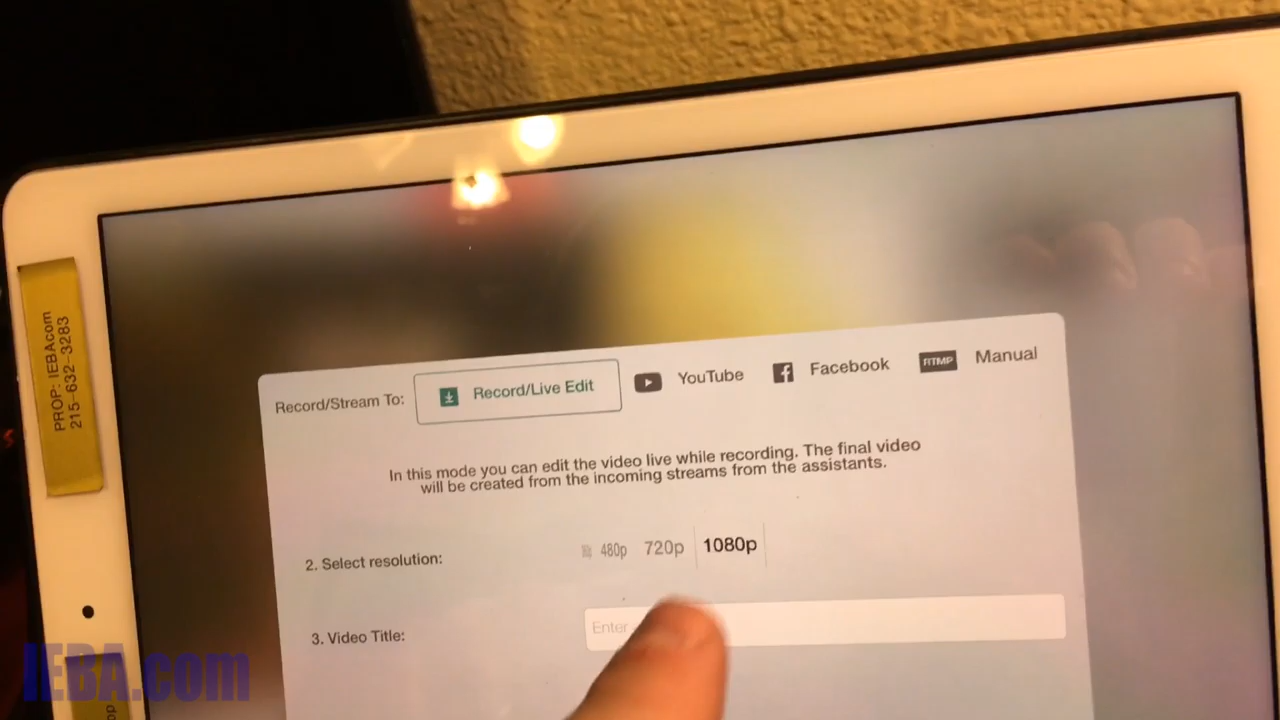 PROP: IEBAcom
215-632-3283
Record/Stream To: Record/Live Edit YouTube Facebook RTMP Manual
In this mode you can edit the video live while recording. The final video
will be created from the incoming streams from the assistants.
2. Select resolution: 480p 720p 1080p
3. Video Title: Enter
IEBA.com